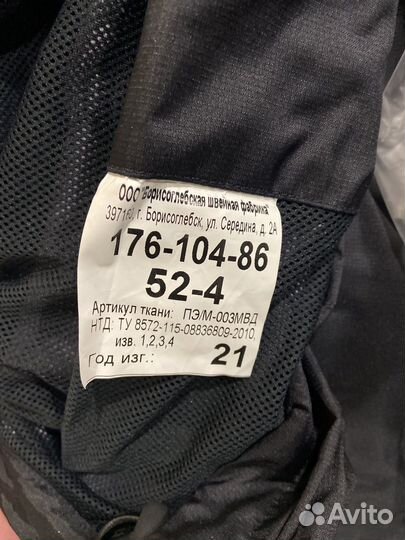 ООО "Борисоглебская швейная фабрика"
397160, г. Борисоглебск, ул. Середина, д. 2А
176-104-86
52-4
Артикул ткани: ПЭ/М-003МВД
НТД: ТУ 8572-115-08836809-2010,
изв. 1,2,3,4
Год изг.: 21
Avito